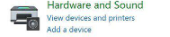 Hardware and Sound
View devices and printers
Add a device